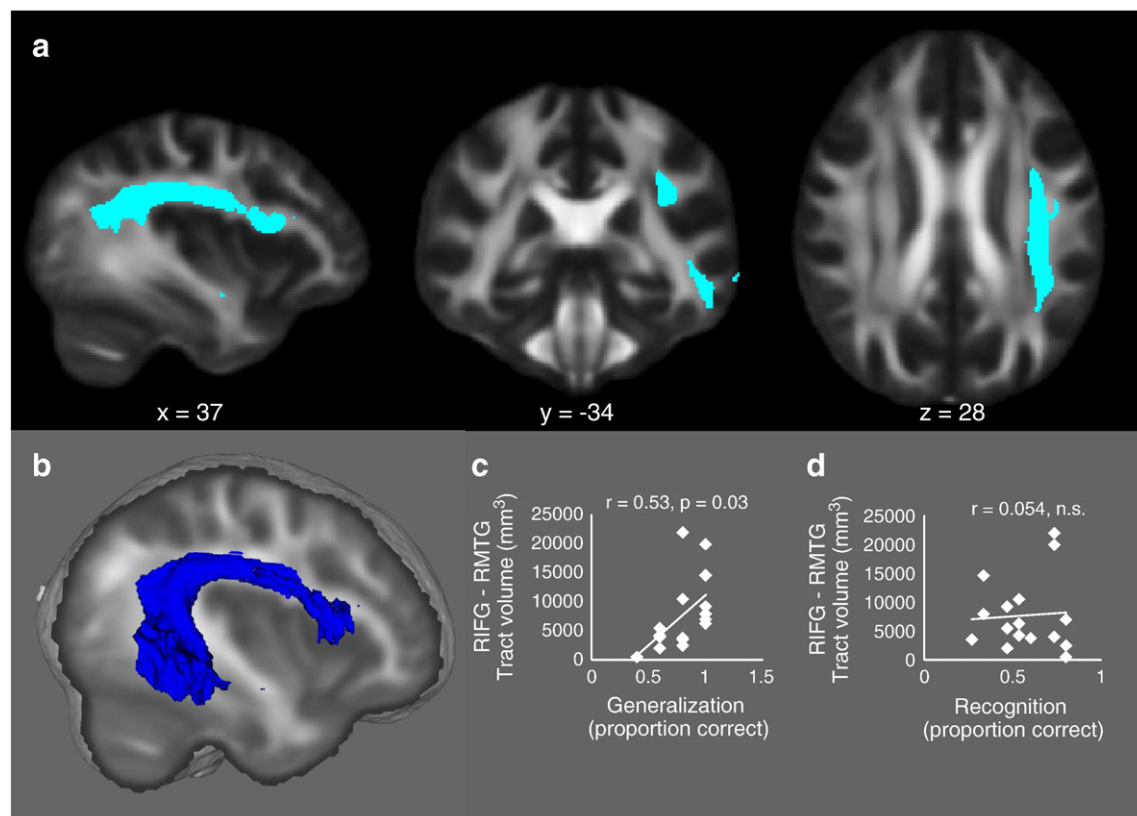 a
x = 37
y = -34
z = 28
b
c
r = 0.53, p = 0.03
RIFG - RMTG
Tract volume (mm³)
25000
20000
15000
10000
5000
0
0
0.5
1
1.5
Generalization
(proportion correct)
d
r = 0.054, n.s.
RIFG - RMTG
Tract volume (mm³)
25000
20000
15000
10000
5000
0
0
0.5
1
Recognition
(proportion correct)